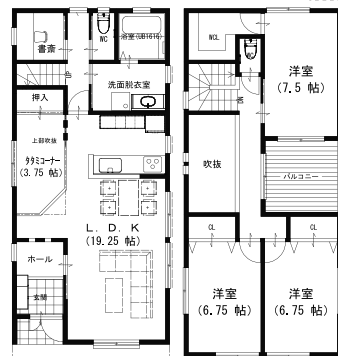 書斎
WC
浴室(UB1616)
UP
洗面脱衣室
押入
上部吹抜
タタミコーナー
(3.75 帖)
L. D. K
(19.25 帖)
ホール
玄関
WCL
WC
洋室
(7.5 帖)
DN
吹抜
バルコニー
CL
CL
洋室
(6.75 帖)
洋室
(6.75 帖)